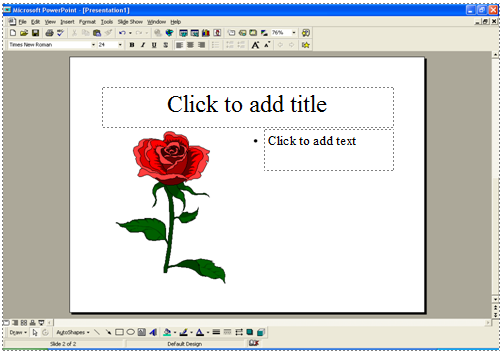 Microsoft PowerPoint - [Presentation1]
File Edit View Insert Format Tools Slide Show Window Help
76%
Times New Roman 24
Click to add title
• Click to add text
Draw AutoShapes
Slide 2 of 2 Default Design